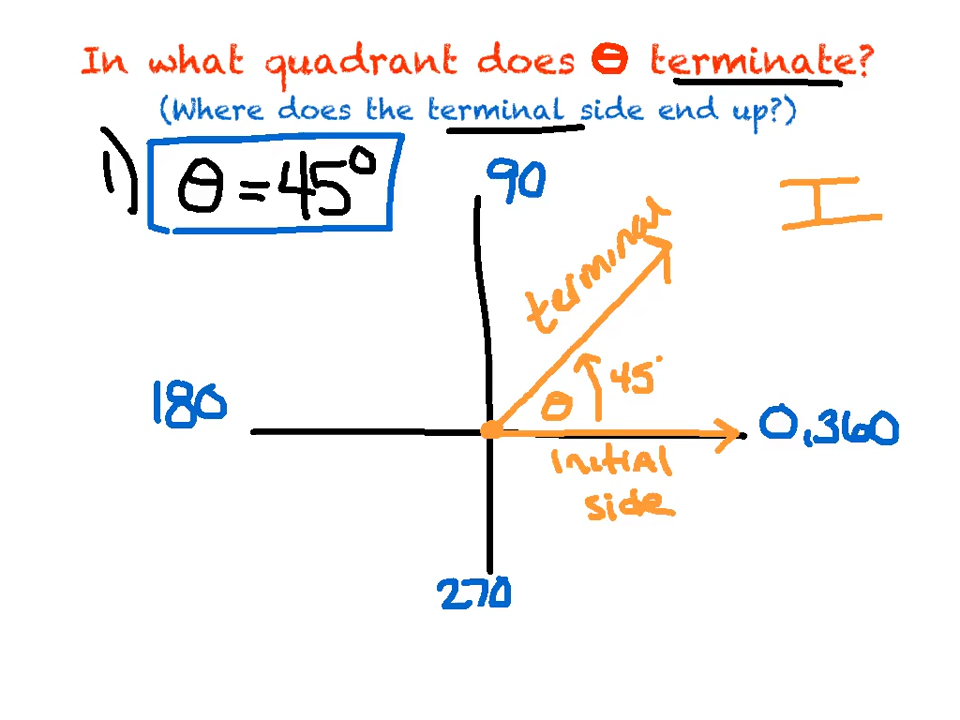 In what quadrant does θ terminate?
(Where does the terminal side end up?)
1) θ = 45°
90
I
terminal
180
θ 45°
0,360
initial
side
270